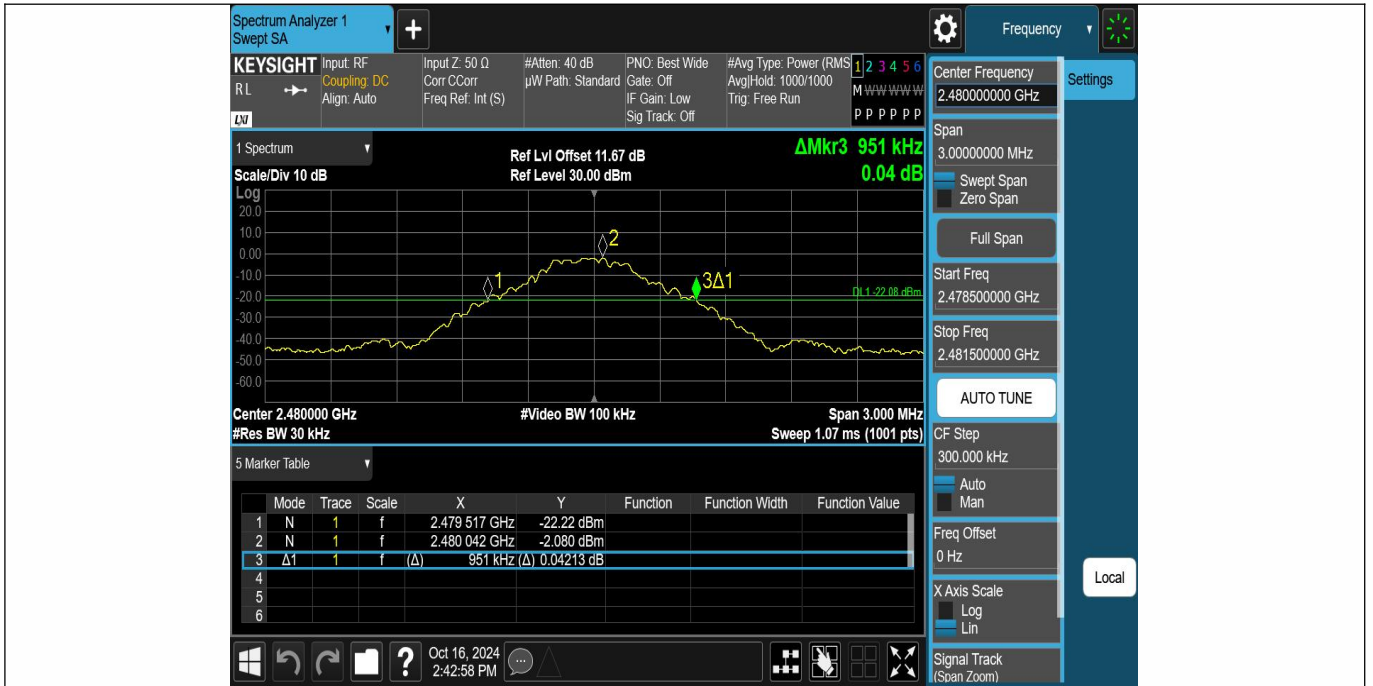 Spectrum Analyzer 1
Swept SA
+
Frequency
KEYSIGHT
RL
LXI
Input: RF
Coupling: DC
Align: Auto
Input Z: 50 Ω
Corr CCorr
Freq Ref: Int (S)
#Atten: 40 dB
µW Path: Standard
PNO: Best Wide
Gate: Off
IF Gain: Low
Sig Track: Off
#Avg Type: Power (RMS
Avg|Hold: 1000/1000
Trig: Free Run
1 2 3 4 5 6
M W W W W W
P P P P P P
1 Spectrum
Scale/Div 10 dB
Ref Lvl Offset 11.67 dB
Ref Level 30.00 dBm
ΔMkr3 951 kHz
0.04 dB
Log
20.0
10.0
0.00
-10.0
-20.0
-30.0
-40.0
-50.0
-60.0
1
2
3Δ1
DL1 -22.08 dBm
Center 2.480000 GHz
#Video BW 100 kHz
Span 3.000 MHz
#Res BW 30 kHz
Sweep 1.07 ms (1001 pts)
5 Marker Table
Mode Trace Scale X Y Function Function Width Function Value
1 N 1 f 2.479 517 GHz -22.22 dBm
2 N 1 f 2.480 042 GHz -2.080 dBm
3 Δ1 1 f (Δ) 951 kHz (Δ) 0.04213 dB
4
5
6
Center Frequency
2.480000000 GHz
Settings
Span
3.00000000 MHz
Swept Span
Zero Span
Full Span
Start Freq
2.478500000 GHz
Stop Freq
2.481500000 GHz
AUTO TUNE
CF Step
300.000 kHz
Auto
Man
Freq Offset
0 Hz
X Axis Scale
Log
Lin
Signal Track
(Span Zoom)
Local
?
Oct 16, 2024
2:42:58 PM